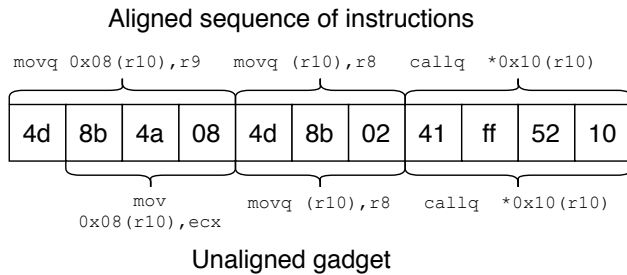 Aligned sequence of instructions
movq 0x08(r10),r9 movq (r10),r8 callq *0x10(r10)
4d 8b 4a 08 4d 8b 02 41 ff 52 10
mov movq (r10),r8 callq *0x10(r10)
0x08(r10),ecx
Unaligned gadget